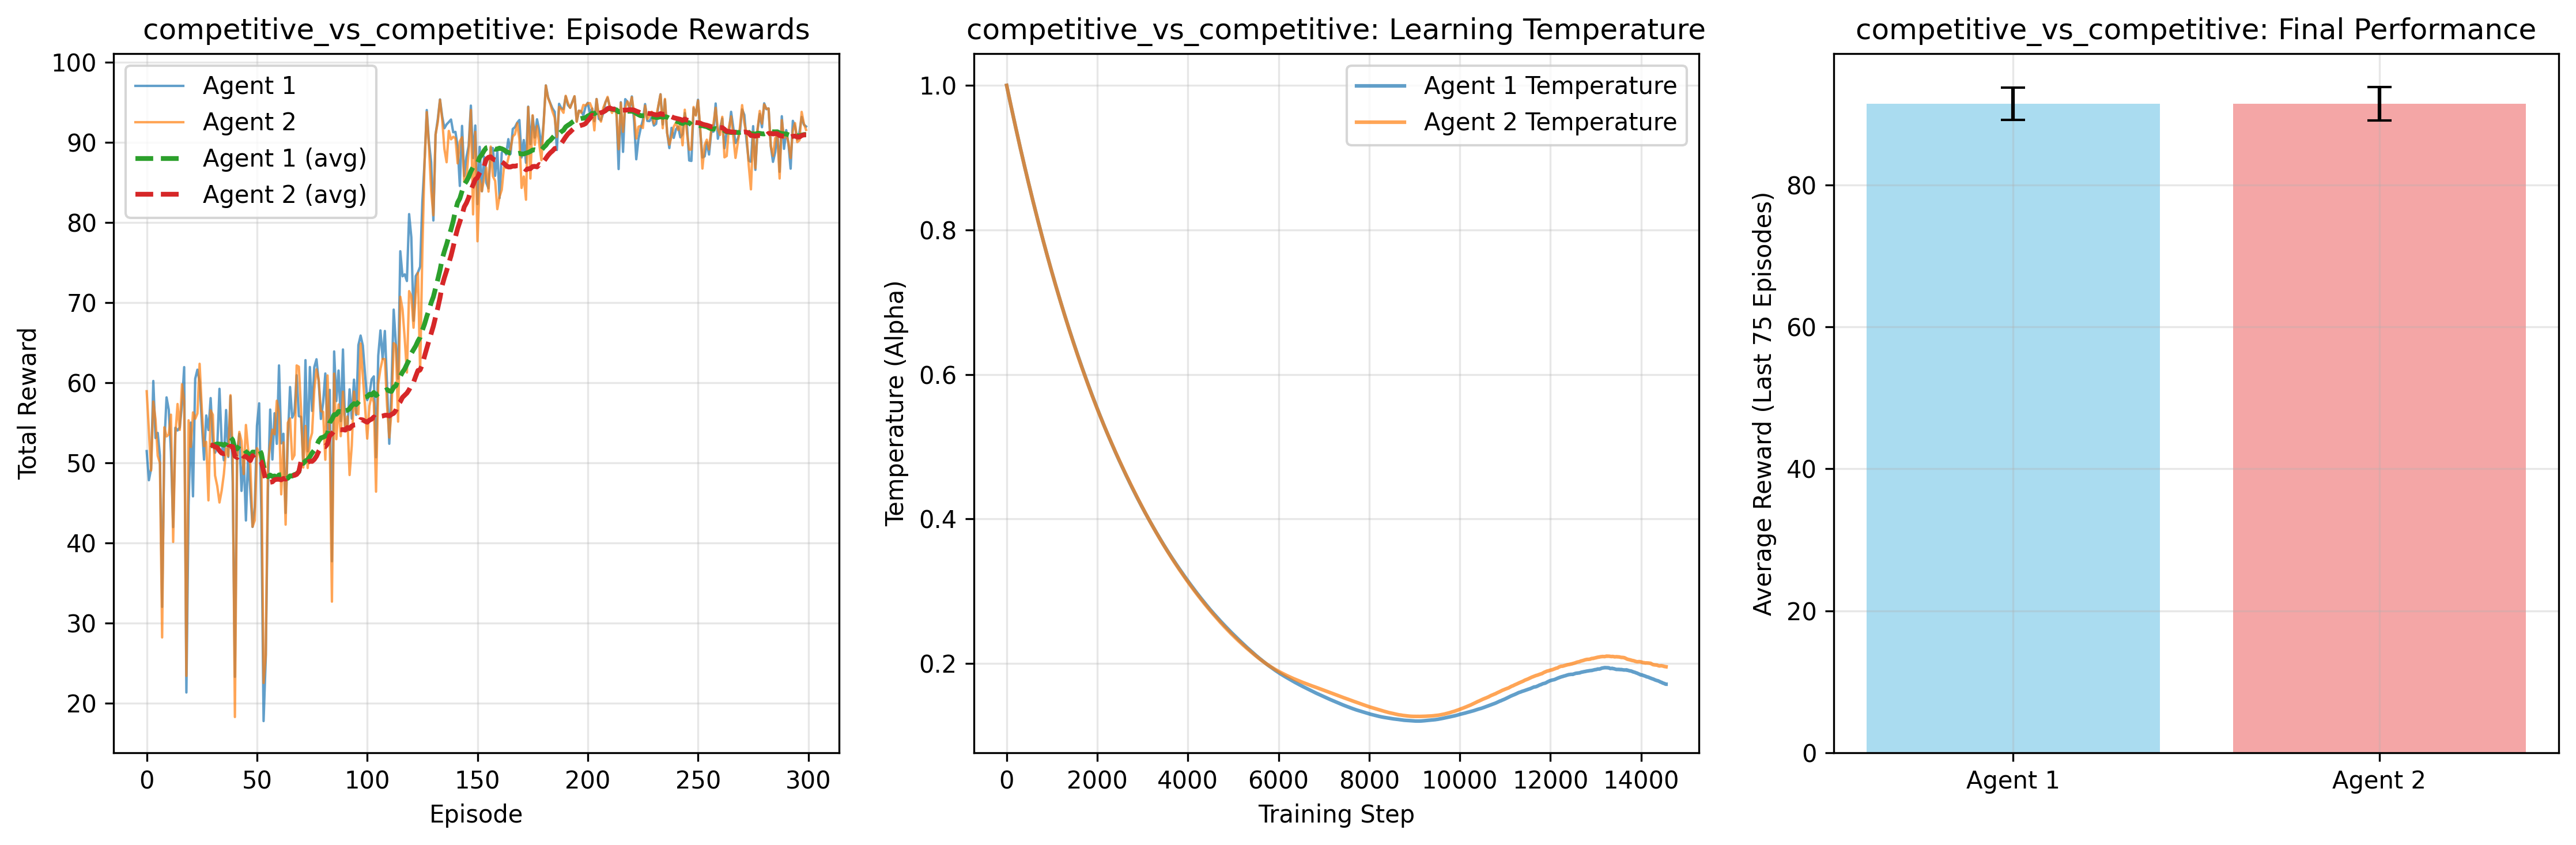 competitive_vs_competitive: Episode Rewards
100
90
80
70
60
50
40
30
20
Total Reward
Agent 1
Agent 2
Agent 1 (avg)
Agent 2 (avg)
0 50 100 150 200 250 300
Episode
competitive_vs_competitive: Learning Temperature
1.0
0.8
0.6
0.4
0.2
Temperature (Alpha)
Agent 1 Temperature
Agent 2 Temperature
0 2000 4000 6000 8000 10000 12000 14000
Training Step
competitive_vs_competitive: Final Performance
80
60
40
20
0
Average Reward (Last 75 Episodes)
Agent 1 Agent 2